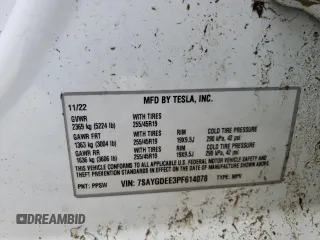 MFD BY TESLA, INC.
11/22
GVWR
2369 kg (5224 lb) WITH TIRES 255/45R19
GAWR FRT
1363 kg (3004 lb) WITH TIRES 255/45R19 RIM 19X9.5J COLD TIRE PRESSURE 290 kPa, 42 psi
GAWR RR
1636 kg (3606 lb) WITH TIRES 255/45R19 RIM 19X9.5J COLD TIRE PRESSURE 290 kPa, 42 psi
THIS VEHICLE CONFORMS TO ALL APPLICABLE U.S. FEDERAL MOTOR VEHICLE SAFETY AND THEFT PREVENTION STANDARDS IN EFFECT ON THE DATE OF MANUFACTURE SHOWN ABOVE.
PNT: PPSW VIN: 7SAYGDEE3PF614078 TYPE: MPV